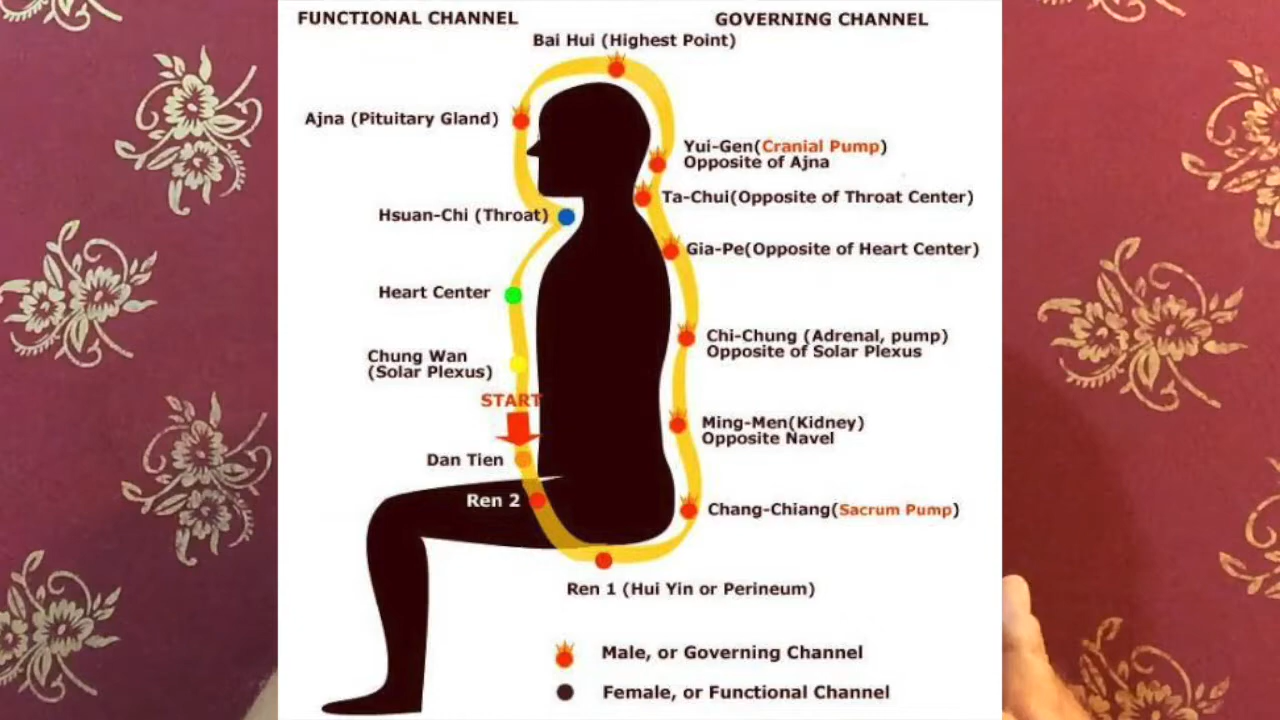 FUNCTIONAL CHANNEL
GOVERNING CHANNEL
Bai Hui (Highest Point)
Ajna (Pituitary Gland)
Yui-Gen(Cranial Pump)
Opposite of Ajna
Ta-Chui(Opposite of Throat Center)
Hsuan-Chi (Throat)
Gia-Pe(Opposite of Heart Center)
Heart Center
Chi-Chung (Adrenal, pump)
Opposite of Solar Plexus
Chung Wan
(Solar Plexus)
START
Ming-Men(Kidney)
Opposite Navel
Dan Tien
Ren 2
Chang-Chiang(Sacrum Pump)
Ren 1 (Hui Yin or Perineum)
Male, or Governing Channel
Female, or Functional Channel